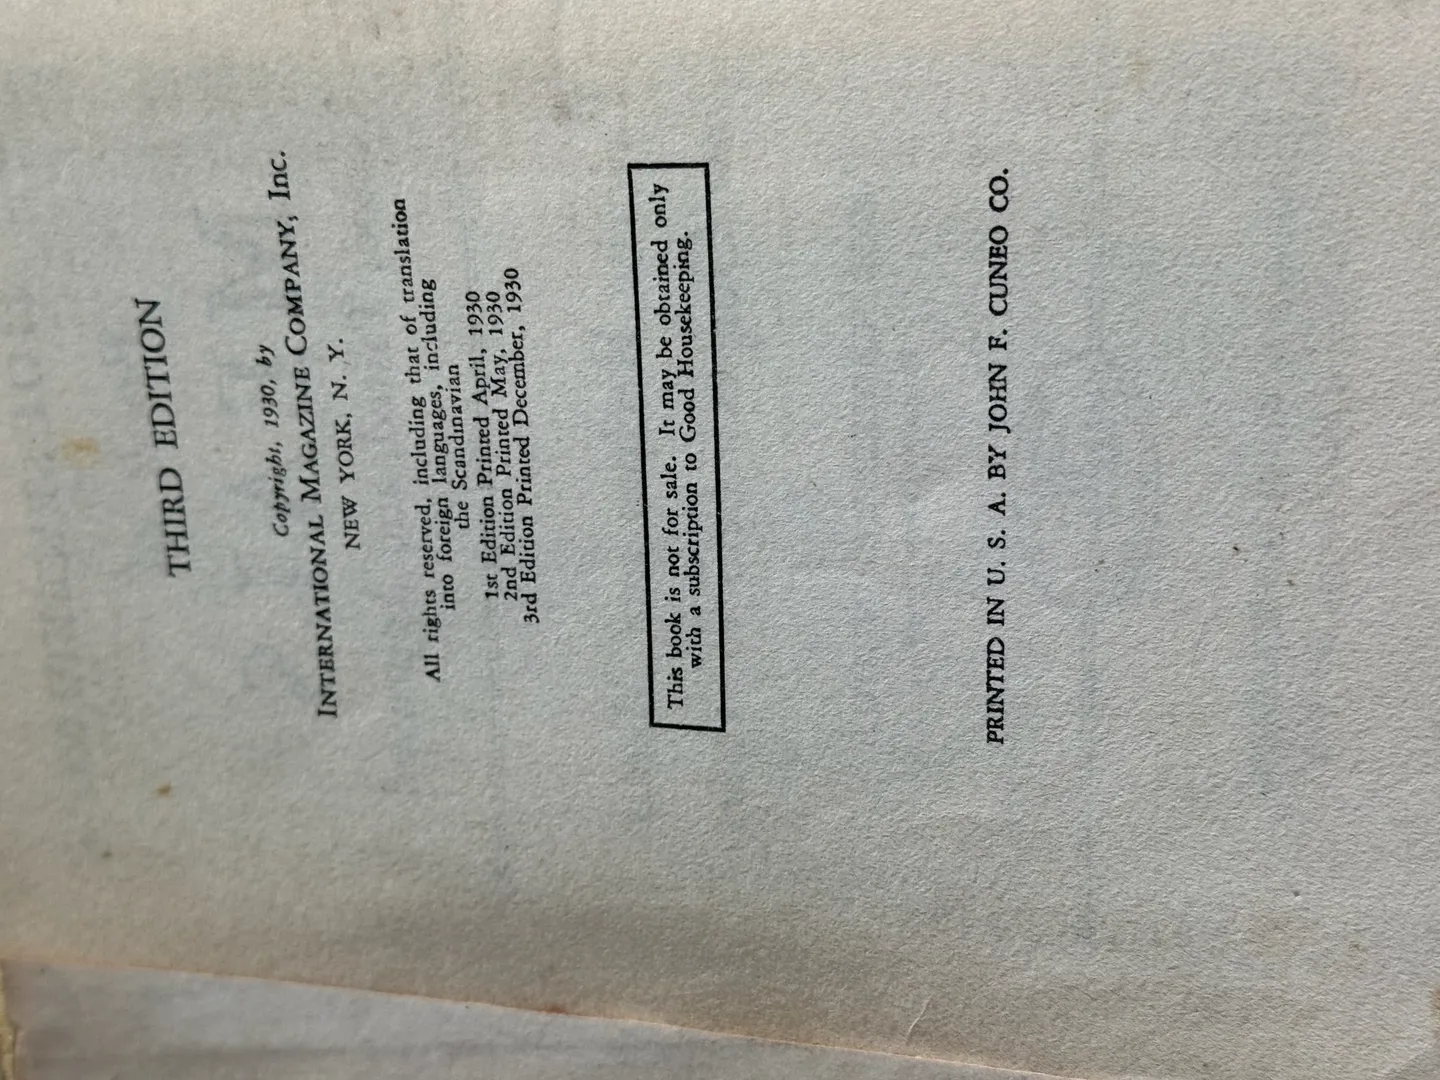 THIRD EDITION
Copyright, 1930, by
INTERNATIONAL MAGAZINE COMPANY, Inc.
NEW YORK, N. Y.
All rights reserved, including that of translation
into foreign languages, including
the Scandinavian
1st Edition Printed April, 1930
2nd Edition Printed May, 1930
3rd Edition Printed December, 1930
This book is not for sale. It may be obtained only
with a subscription to Good Housekeeping.
PRINTED IN U. S. A. BY JOHN F. CUNEO CO.